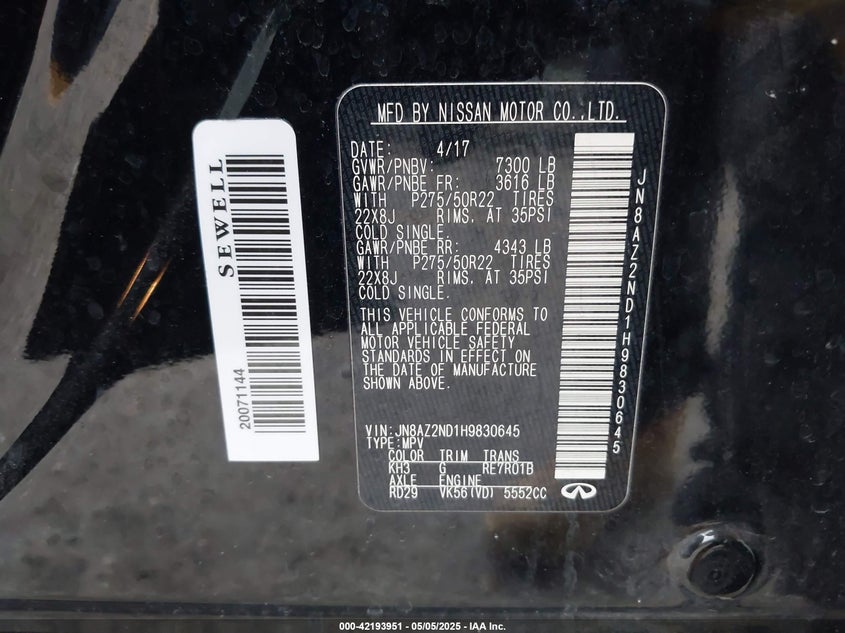 SEWELL
20071144
MFD BY NISSAN MOTOR CO.,LTD.
DATE: 4/17
GVWR/PNBV: 7300 LB
GAWR/PNBE FR: 3616 LB
WITH P275/50R22 TIRES
22X8J RIMS. AT 35PSI
COLD SINGLE.
GAWR/PNBE RR: 4343 LB
WITH P275/50R22 TIRES
22X8J RIMS. AT 35PSI
COLD SINGLE.
THIS VEHICLE CONFORMS TO
ALL APPLICABLE FEDERAL
MOTOR VEHICLE SAFETY
STANDARDS IN EFFECT ON
THE DATE OF MANUFACTURE
SHOWN ABOVE.
VIN:JN8AZ2ND1H9830645
TYPE:MPV
COLOR TRIM TRANS
KH3 G RE7R01B
AXLE ENGINE
RD29 VK56(VD) 5552CC
JN8AZ2ND1H9830645
000-42193951 - 05/05/2025 - IAA Inc.